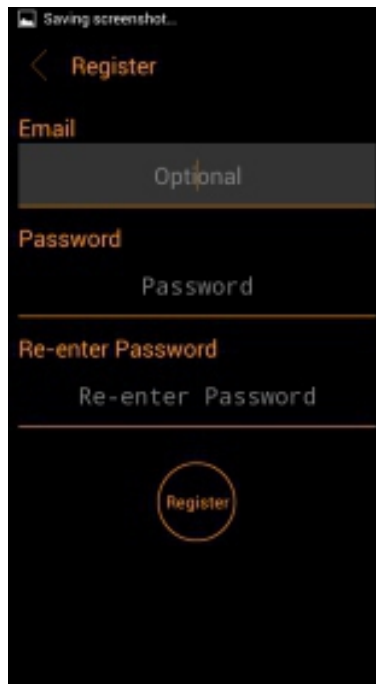 Saving screenshot...
Register
Email
Optional
Password
Password
Re-enter Password
Re-enter Password
Register